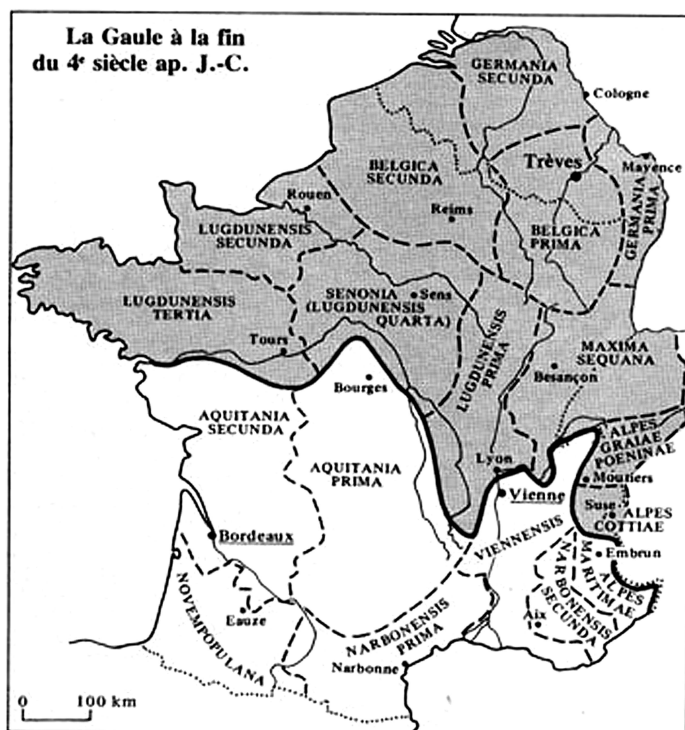 La Gaule à la fin
du 4e siècle ap. J.-C.
GERMANIA
SECUNDA
Cologne
Trèves
Mayence
BELGICA
SECUNDA
Rouen
Reims
BELGICA
PRIMA
GERMANIA
PRIMA
LUGDUNENSIS
SECUNDA
LUGDUNENSIS
TERTIA
SENONIA
(LUGDUNENSIS
QUARTA)
Sens
Tours
LUGDUNENSIS
PRIMA
MAXIMA
SEQUANA
Besançon
Bourges
AQUITANIA
SECUNDA
AQUITANIA
PRIMA
Lyon
ALPES
GRAIAE
POENINAE
Moutiers
Vienne
Suse
ALPES
COTTIAE
Bordeaux
VIENNENSIS
Embrun
ALPES
MARITIMAE
NARBONENSIS
SECUNDA
Aix
NOVEMPOPULANA
Eauze
NARBONENSIS
PRIMA
Narbonne
0 100 km